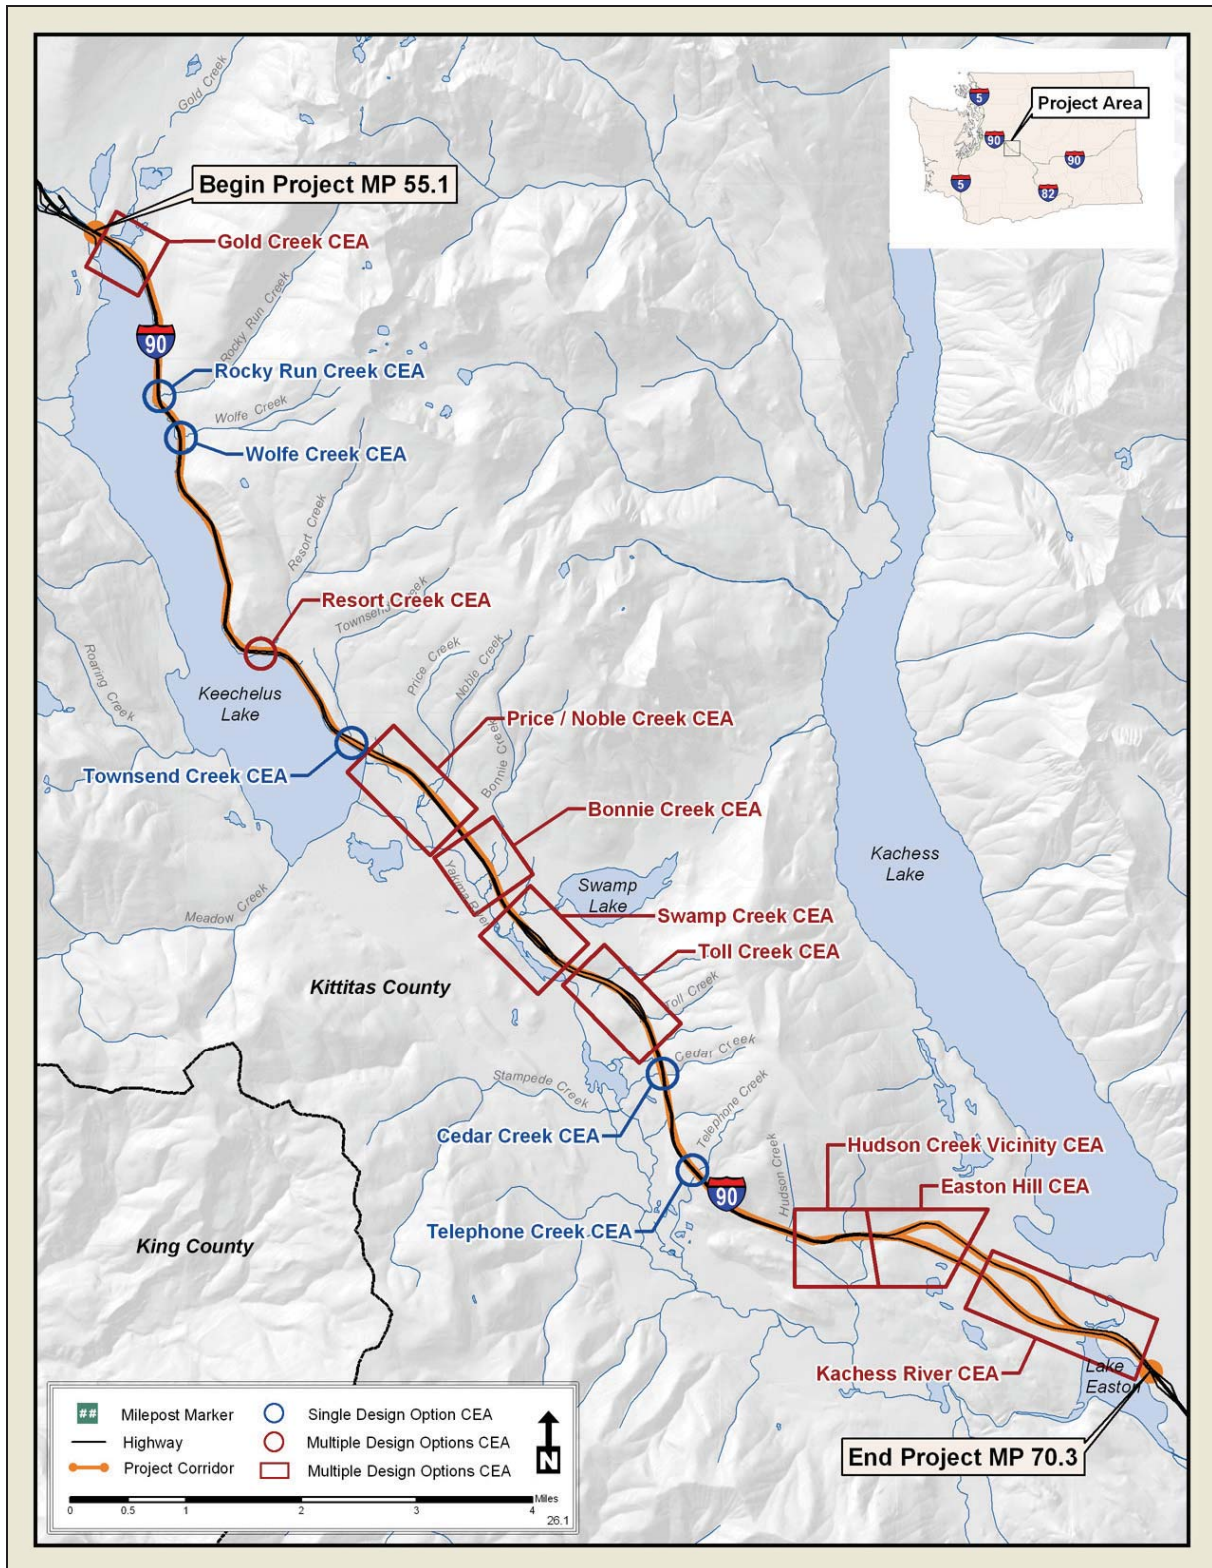 Gold Creek
5
Project Area
90
90
5
82
Begin Project MP 55.1
Gold Creek CEA
Rocky Run Creek
90
Rocky Run Creek CEA
Wolfe Creek
Wolfe Creek CEA
Resort Creek
Resort Creek CEA
Townsend Creek
Roaring Creek
Price Creek
Noble Creek
Keechelus
Lake
Price / Noble Creek CEA
Bonnie Creek
Townsend Creek CEA
Bonnie Creek CEA
Kachess
Lake
Yakima River
Swamp
Lake
Meadow Creek
Swamp Creek CEA
Toll Creek CEA
Kittitas County
Toll Creek
Cedar Creek
Stampede Creek
Telephone Creek
Cedar Creek CEA
Hudson Creek
Hudson Creek Vicinity CEA
Easton Hill CEA
90
Telephone Creek CEA
King County
Kachess River CEA
Lake
Easton
End Project MP 70.3
## Milepost Marker
Highway
Project Corridor
Single Design Option CEA
Multiple Design Options CEA
Multiple Design Options CEA
N
Miles
0 0.5 1 2 3 4
26.1